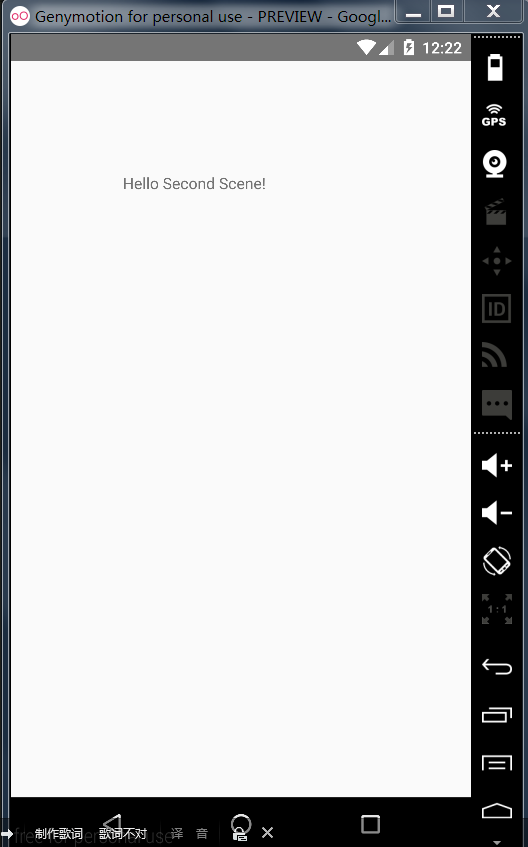 Genymotion for personal use - PREVIEW - Googl...
12:22
GPS
Hello Second Scene!
ID
1:1
制作歌词 歌词不对 译 音
free for personal use